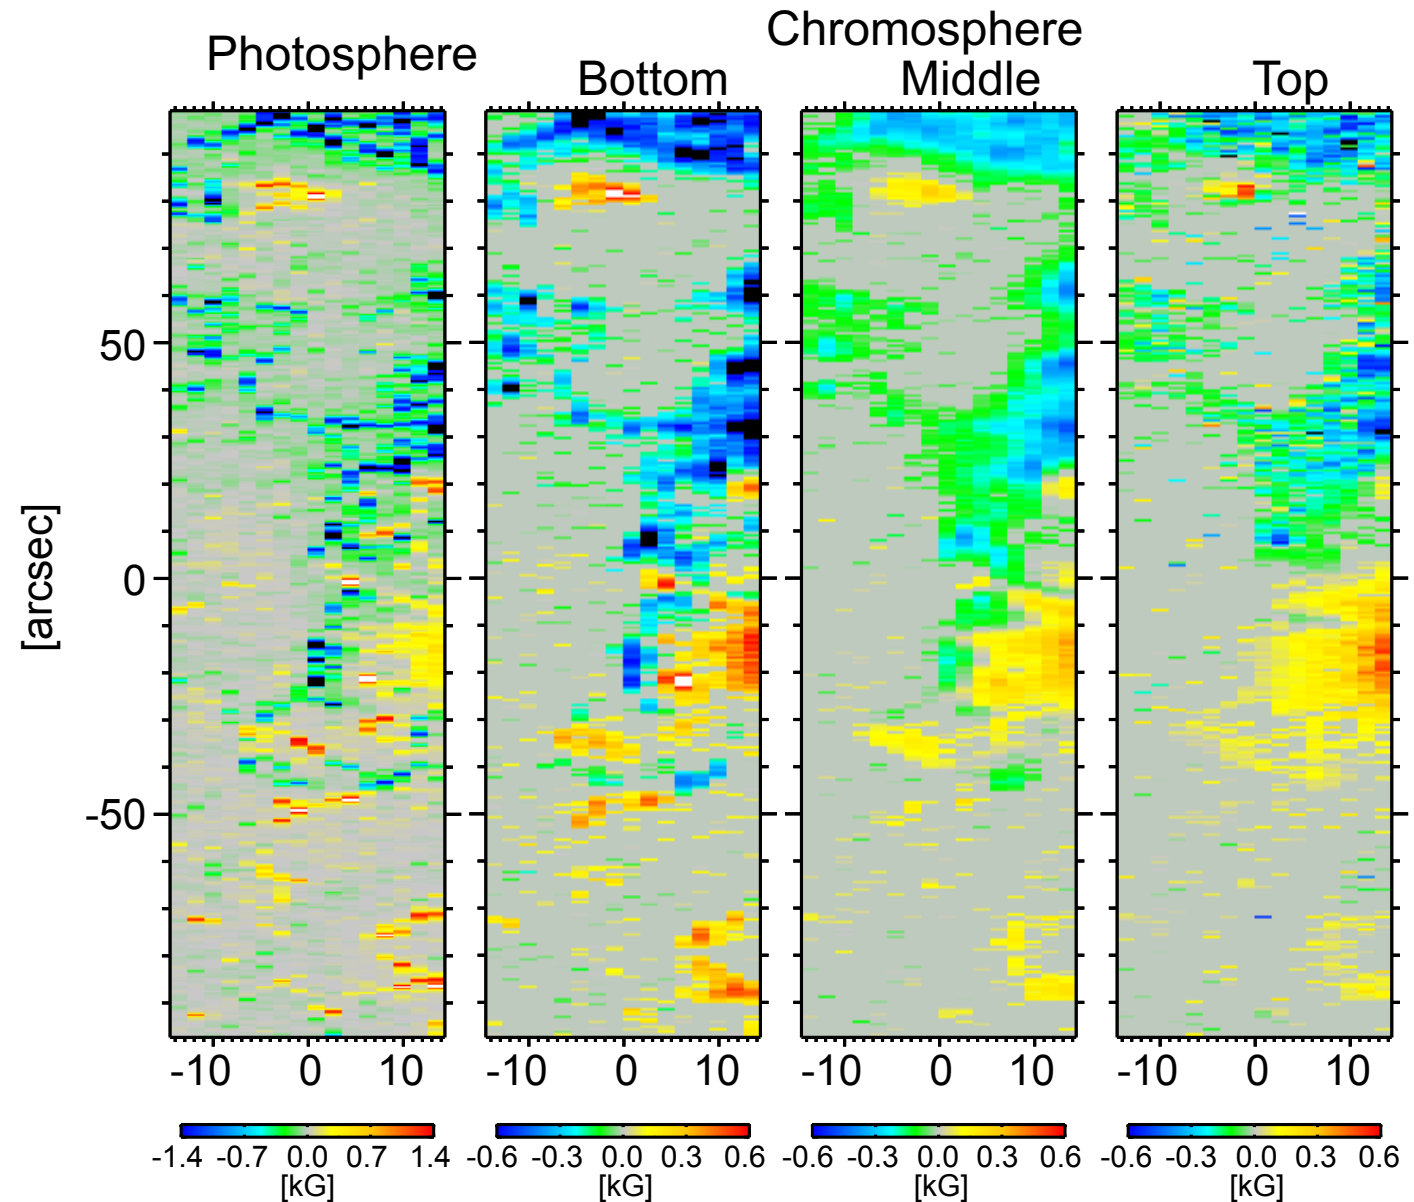 Chromosphere
Photosphere
Bottom Middle Top
[arcsec]
50
0
-50
-10 0 10 -10 0 10 -10 0 10 -10 0 10
-1.4 -0.7 0.0 0.7 1.4 -0.6 -0.3 0.0 0.3 0.6 -0.6 -0.3 0.0 0.3 0.6 -0.6 -0.3 0.0 0.3 0.6
[kG] [kG] [kG] [kG]